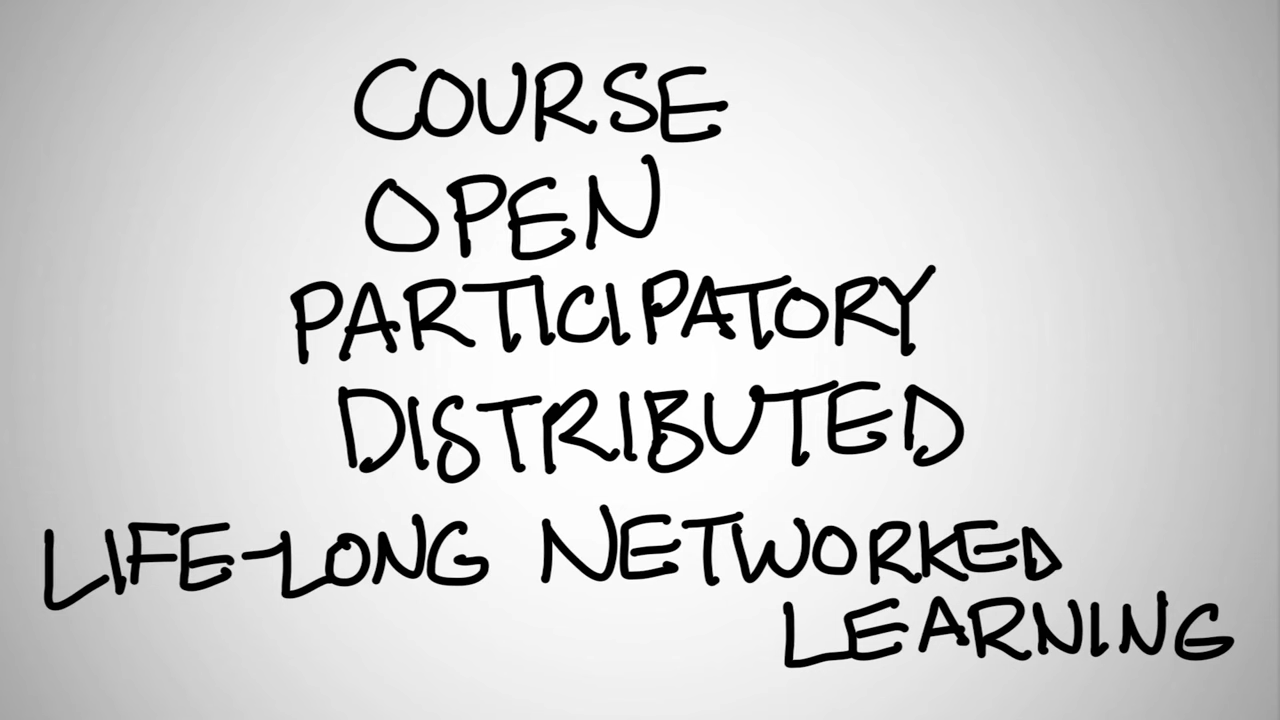 COURSE
OPEN
PARTICIPATORY
DISTRIBUTED
LIFE-LONG NETWORKED
LEARNING